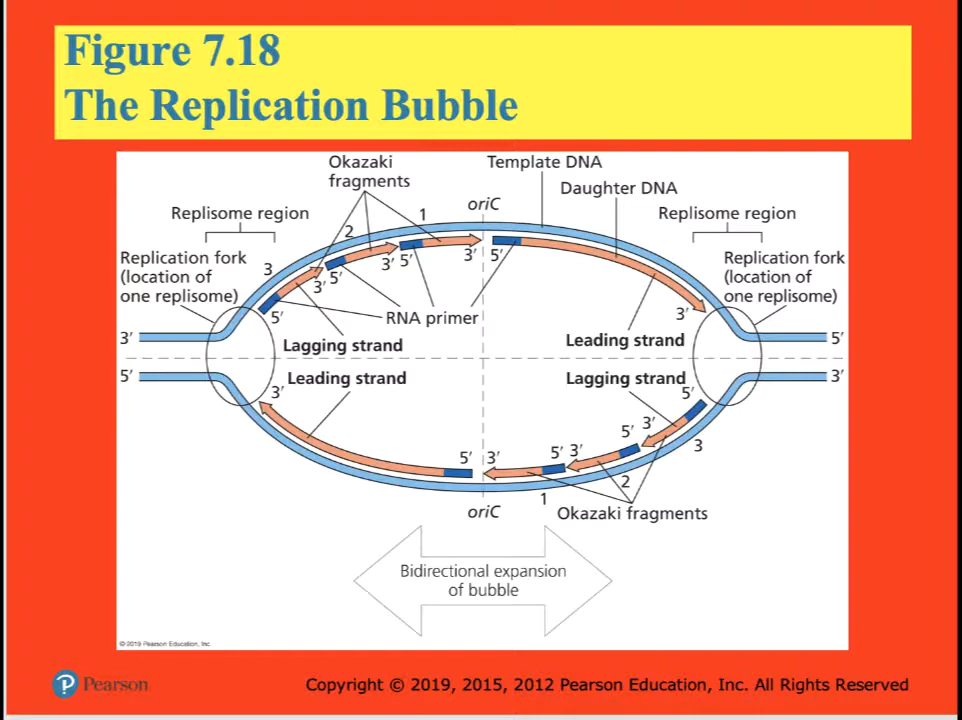 Figure 7.18
The Replication Bubble
Okazaki
fragments
Template DNA
Daughter DNA
oriC
1
2
3
Replisome region
Replisome region
Replication fork
(location of
one replisome)
Replication fork
(location of
one replisome)
3′ 5′
3′ 5′
3′ 5′
5′
3′
RNA primer
Lagging strand
Leading strand
3′
5′
5′
3′
Leading strand
Lagging strand
3′
5′
5′ 3′
5′ 3′
5′ 3′
3
2
1
oriC
Okazaki fragments
Bidirectional expansion
of bubble
© 2019 Pearson Education, Inc.
Pearson
Copyright © 2019, 2015, 2012 Pearson Education, Inc. All Rights Reserved